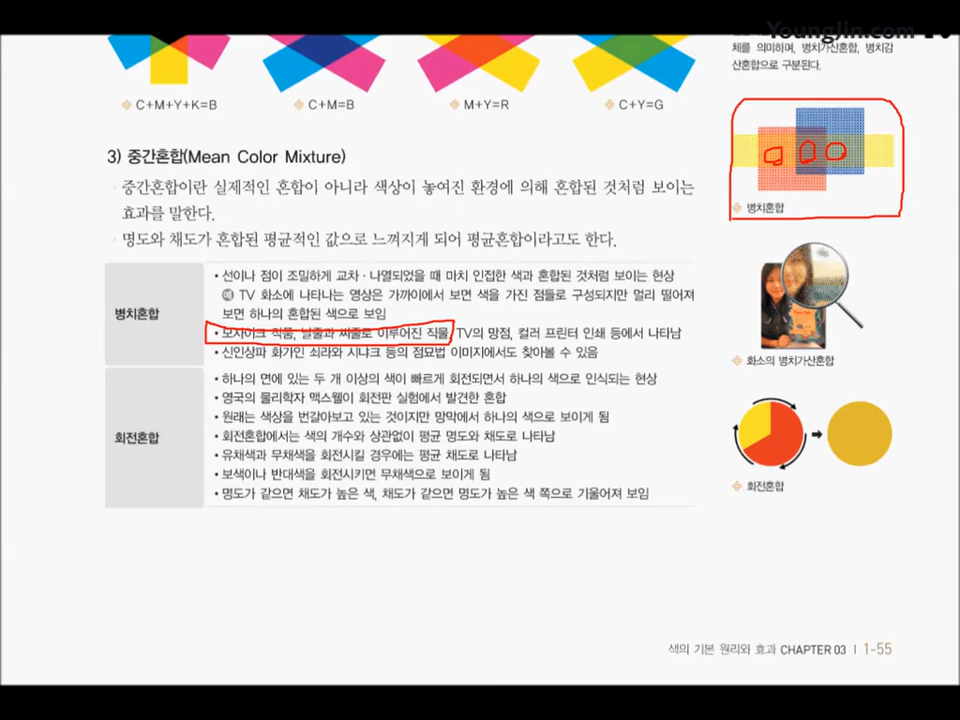 YoungJin.com
체를 의미하며, 병치가산혼합, 병치감
산혼합으로 구분된다.
C+M+Y+K=B
C+M=B
M+Y=R
C+Y=G
3) 중간혼합(Mean Color Mixture)
중간혼합이란 실제적인 혼합이 아니라 색상이 놓여진 환경에 의해 혼합된 것처럼 보이는
효과를 말한다.
명도와 채도가 혼합된 평균적인 값으로 느껴지게 되어 평균혼합이라고도 한다.
병치혼합
• 선이나 점이 조밀하게 교차·나열되었을 때 마치 인접한 색과 혼합된 것처럼 보이는 현상
예 TV 화소에 나타나는 영상은 가까이에서 보면 색을 가진 점들로 구성되지만 멀리 떨어져
보면 하나의 혼합된 색으로 보임
• 모자이크 직물, 날줄과 씨줄로 이루어진 직물, TV의 망점, 컬러 프린터 인쇄 등에서 나타남
• 신인상파 화가인 쇠라와 시냐크 등의 점묘법 이미지에서도 찾아볼 수 있음
회전혼합
• 하나의 면에 있는 두 개 이상의 색이 빠르게 회전되면서 하나의 색으로 인식되는 현상
• 영국의 물리학자 맥스웰이 회전판 실험에서 발견한 혼합
• 원래는 색상을 번갈아보고 있는 것이지만 망막에서 하나의 색으로 보이게 됨
• 회전혼합에서는 색의 개수와 상관없이 평균 명도와 채도로 나타남
• 유채색과 무채색을 회전시킬 경우에는 평균 채도로 나타남
• 보색이나 반대색을 회전시키면 무채색으로 보이게 됨
• 명도가 같으면 채도가 높은 색, 채도가 같으면 명도가 높은 색 쪽으로 기울어져 보임
병치혼합
화소의 병치가산혼합
회전혼합
색의 기본 원리와 효과 CHAPTER 03 | 1-55